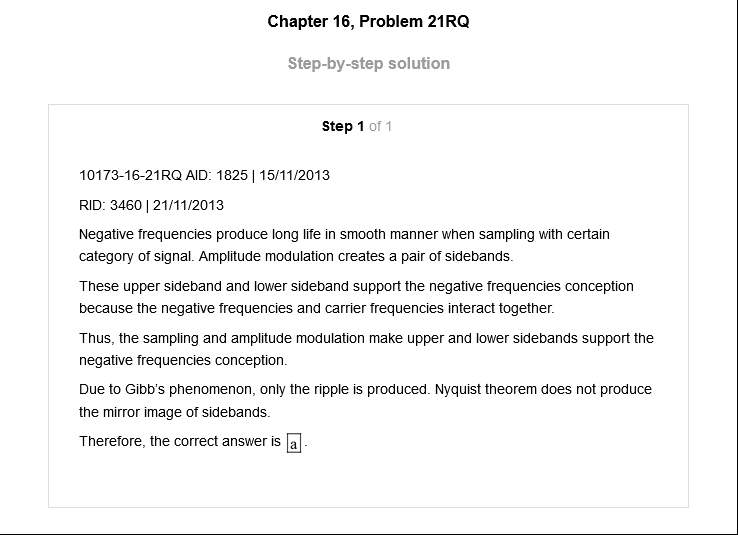 Chapter 16, Problem 21RQ
Step-by-step solution
Step 1 of 1
10173-16-21RQ AID: 1825 | 15/11/2013
RID: 3460 | 21/11/2013
Negative frequencies produce long life in smooth manner when sampling with certain
category of signal. Amplitude modulation creates a pair of sidebands.
These upper sideband and lower sideband support the negative frequencies conception
because the negative frequencies and carrier frequencies interact together.
Thus, the sampling and amplitude modulation make upper and lower sidebands support the
negative frequencies conception.
Due to Gibb's phenomenon, only the ripple is produced. Nyquist theorem does not produce
the mirror image of sidebands.
Therefore, the correct answer is a .